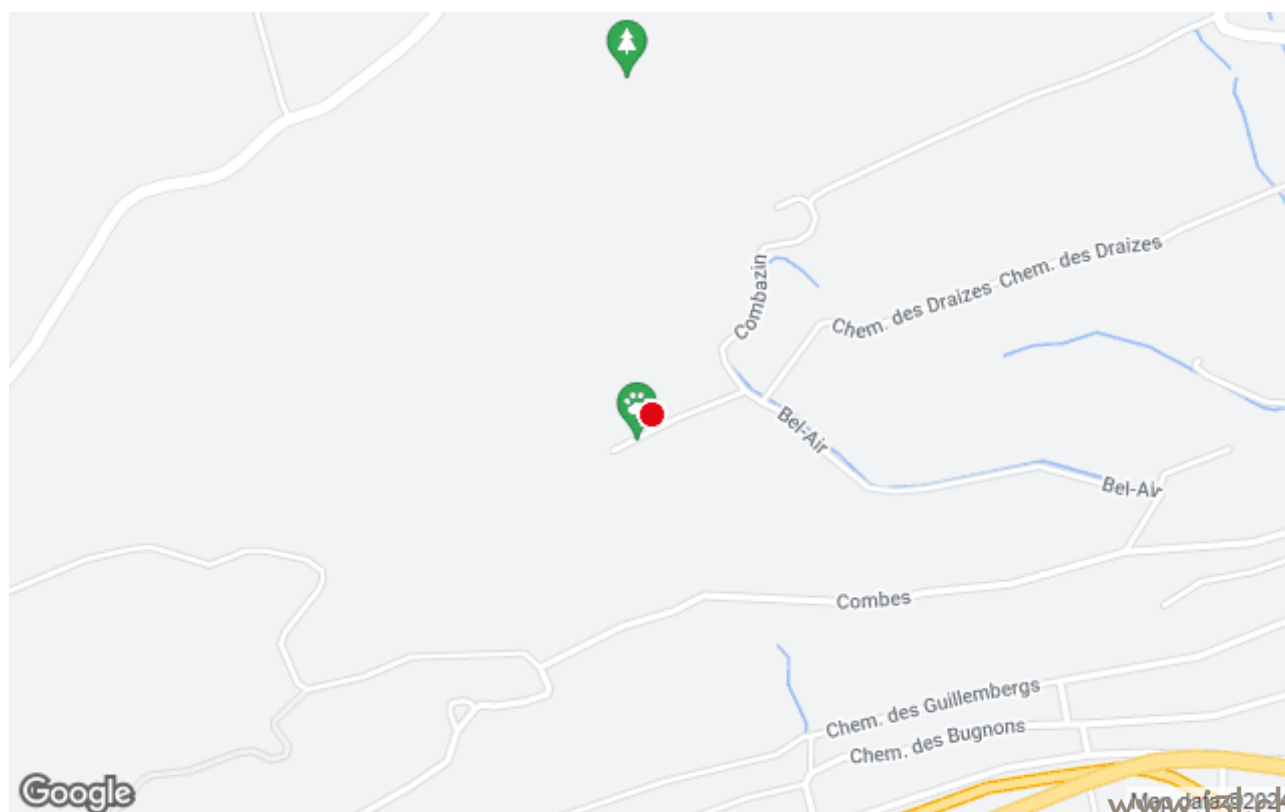 Combazin
Chem. des Draizes
Chem. des Draizes
Bel-Air
Bel-Air
Combes
Chem. des Guillembergs
Chem. des Bugnons
Google